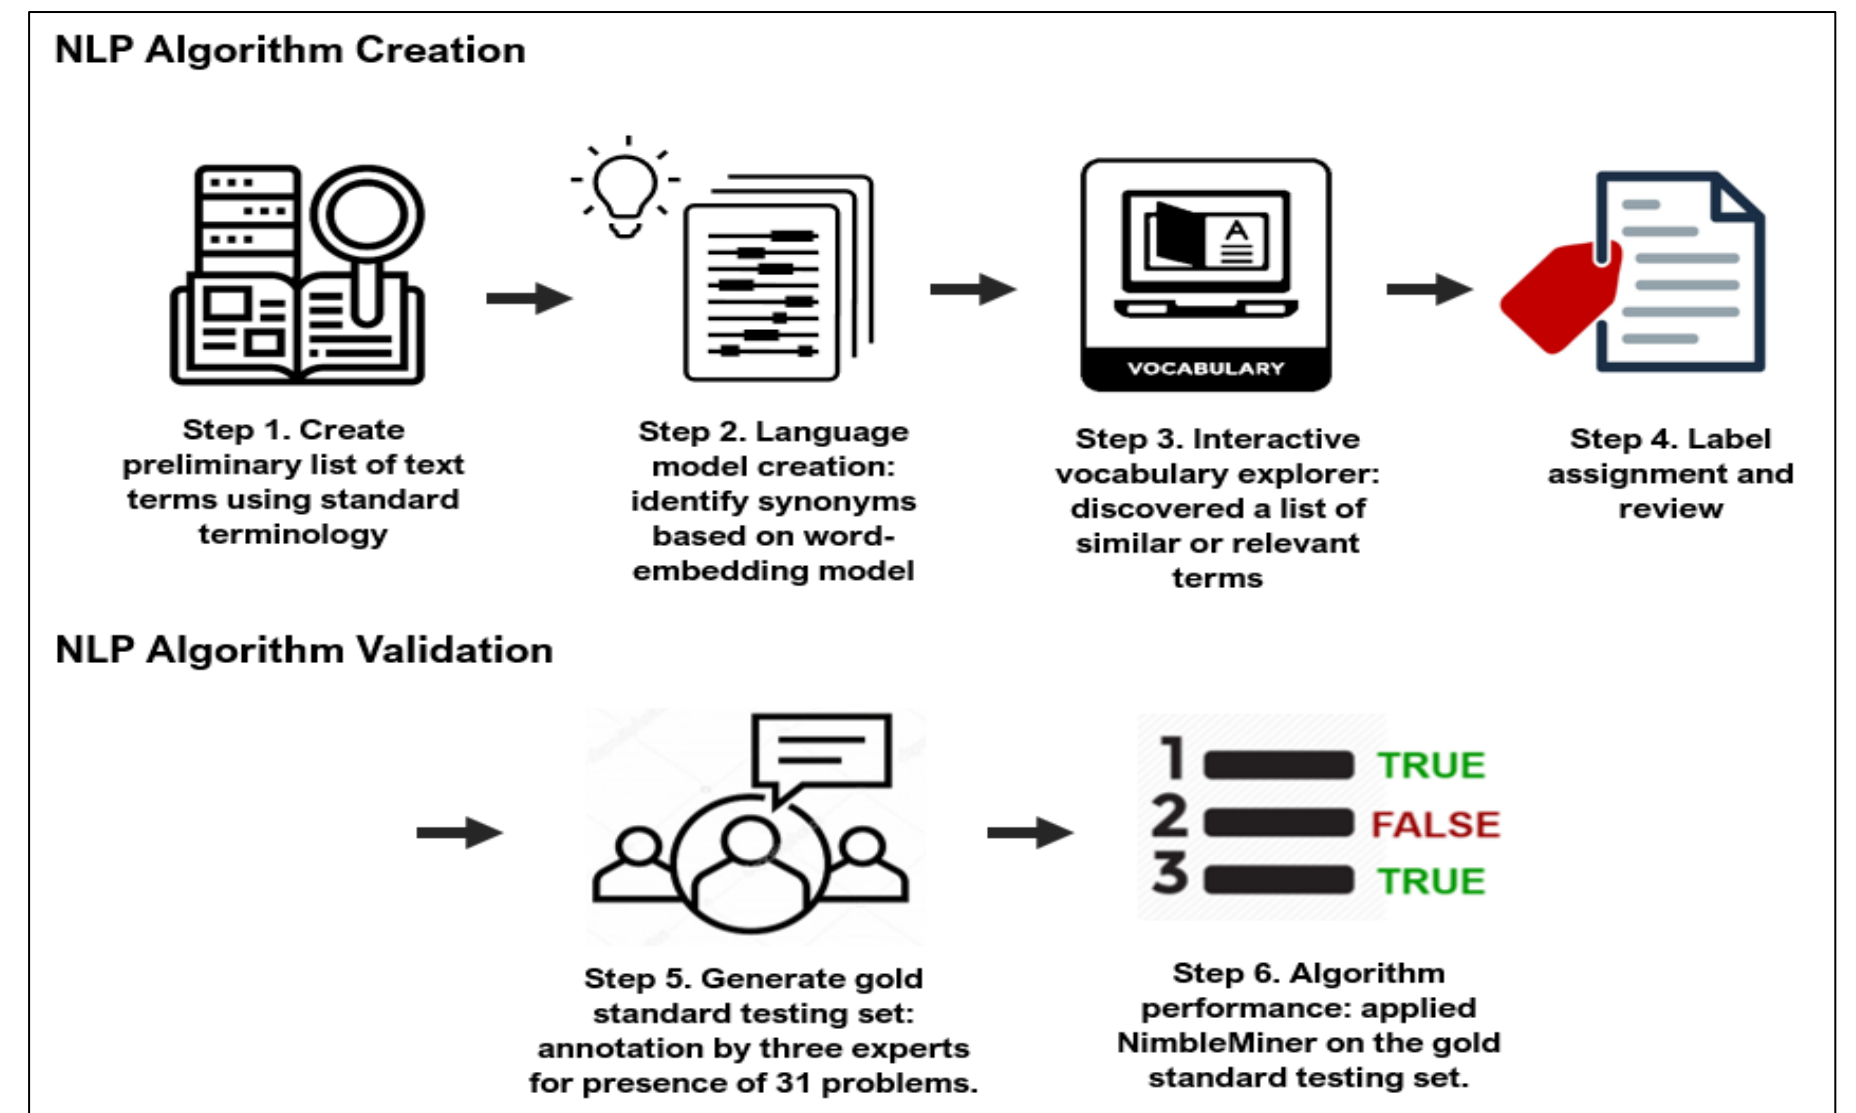 NLP Algorithm Creation
VOCABULARY
Step 1. Create
preliminary list of text
terms using standard
terminology
Step 2. Language
model creation:
identify synonyms
based on word-
embedding model
Step 3. Interactive
vocabulary explorer:
discovered a list of
similar or relevant
terms
Step 4. Label
assignment and
review
NLP Algorithm Validation
1 TRUE
2 FALSE
3 TRUE
Step 5. Generate gold
standard testing set:
annotation by three experts
for presence of 31 problems.
Step 6. Algorithm
performance: applied
NimbleMiner on the gold
standard testing set.